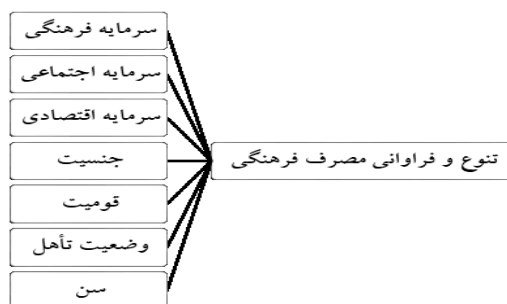 سرمایه فرهنگی
سرمایه اجتماعی
سرمایه اقتصادی
جنسیت
تنوع و فراوانی مصرف فرهنگی
قومیت
وضعیت تأهل
سن